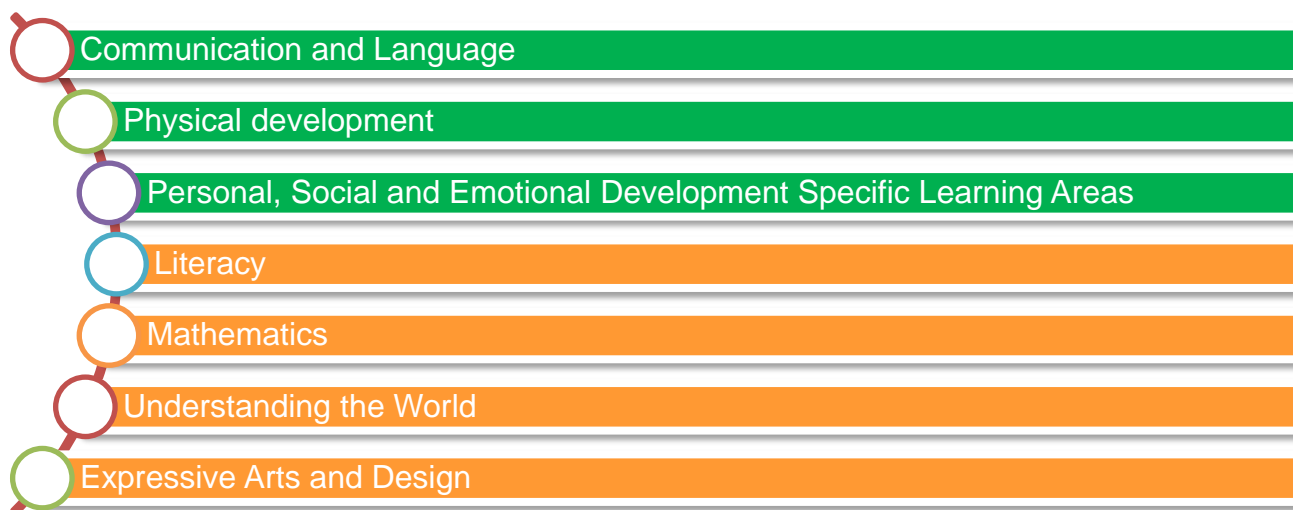 Communication and Language
Physical development
Personal, Social and Emotional Development Specific Learning Areas
Literacy
Mathematics
Understanding the World
Expressive Arts and Design